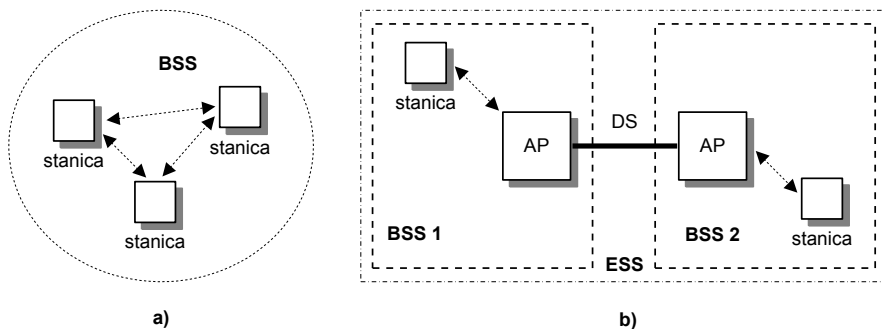 BSS
stanica
stanica
stanica
a)
stanica
AP
BSS 1
DS
ESS
AP
BSS 2
stanica
b)